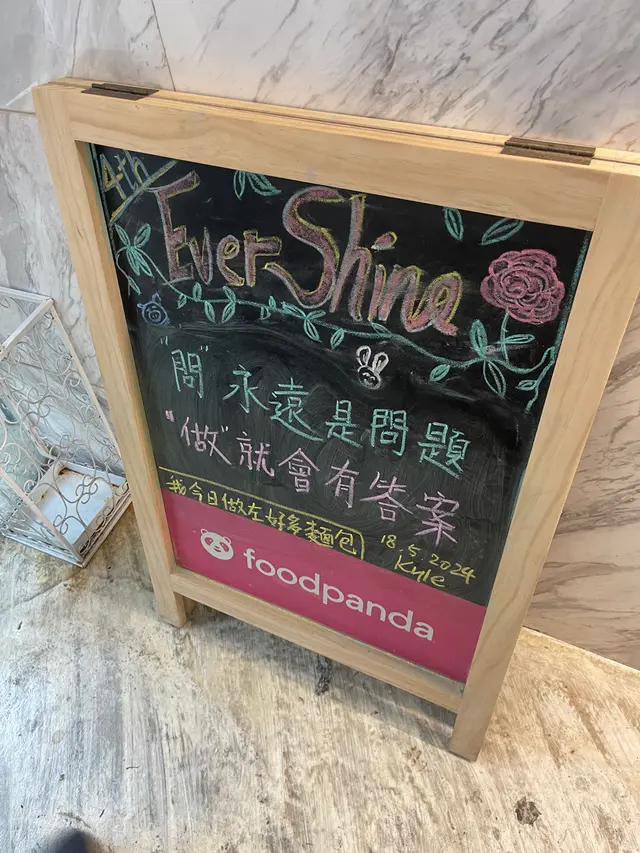 4th
Ever Shine
"問" 永遠是問題
"做" 就會有答案
我今日做左好多麵包
18.5.2024
Kyle
foodpanda